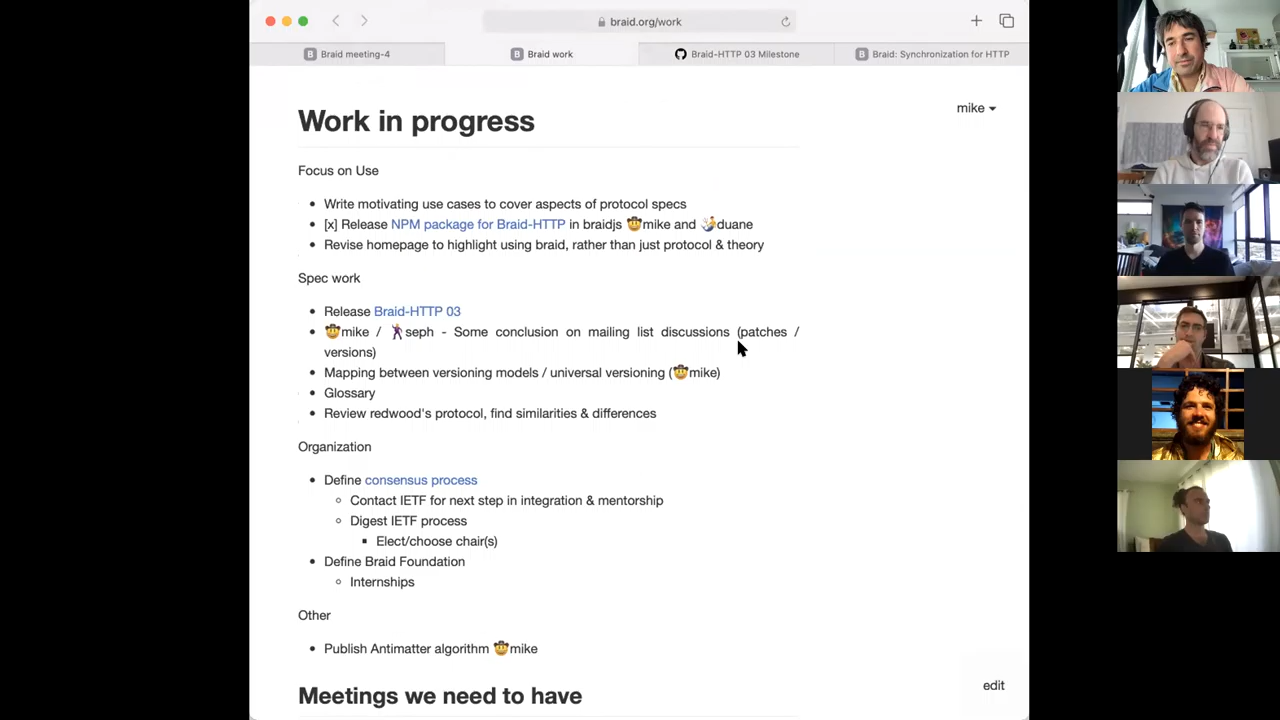 braid.org/work
Braid meeting-4
Braid work
Braid-HTTP 03 Milestone
Braid: Synchronization for HTTP
mike
Work in progress
Focus on Use
Write motivating use cases to cover aspects of protocol specs
[x] Release NPM package for Braid-HTTP in braidjs 🤠mike and 🤽duane
Revise homepage to highlight using braid, rather than just protocol & theory
Spec work
Release Braid-HTTP 03
🤠mike / 🕺seph - Some conclusion on mailing list discussions (patches /
versions)
Mapping between versioning models / universal versioning (🤠mike)
Glossary
Review redwood's protocol, find similarities & differences
Organization
Define consensus process
Contact IETF for next step in integration & mentorship
Digest IETF process
Elect/choose chair(s)
Define Braid Foundation
Internships
Other
Publish Antimatter algorithm 🤠mike
Meetings we need to have
edit